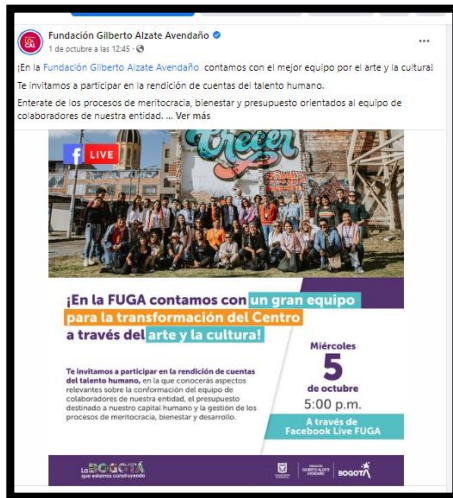 Fundación Gilberto Alzate Avendaño
1 de octubre a las 12:45 ·
¡En la Fundación Gilberto Alzate Avendaño contamos con el mejor equipo por el arte y la cultura!
Te invitamos a participar en la rendición de cuentas del talento humano.
Enterate de los procesos de meritocracia, bienestar y presupuesto orientados al equipo de
colaboradores de nuestra entidad. ... Ver más
f LIVE
Crecer
¡En la FUGA contamos con un gran equipo
para la transformación del Centro
a través del arte y la cultura!
Te invitamos a participar en la rendición de cuentas
del talento humano, en la que conocerás aspectos
relevantes sobre la conformación del equipo de
colaboradores de nuestra entidad, el presupuesto
destinado a nuestro capital humano y la gestión de los
procesos de meritocracia, bienestar y desarrollo.
Miércoles
5
de octubre
5:00 p.m.
A través de
Facebook Live FUGA
La BOGOTÁ
que estamos construyendo
BOGOTÁ